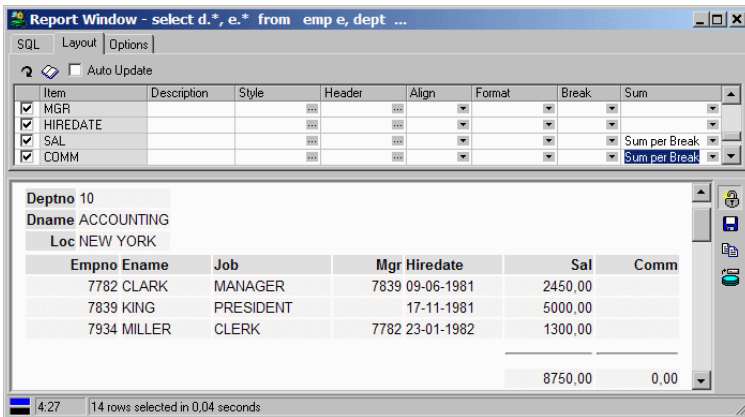 Report Window - select d.*, e.* from emp e, dept ...
SQL Layout Options
Auto Update
Item Description Style Header Align Format Break Sum
MGR
HIREDATE
SAL Sum per Break
COMM Sum per Break
Deptno 10
Dname ACCOUNTING
Loc NEW YORK
Empno Ename Job Mgr Hiredate Sal Comm
7782 CLARK MANAGER 7839 09-06-1981 2450,00
7839 KING PRESIDENT 17-11-1981 5000,00
7934 MILLER CLERK 7782 23-01-1982 1300,00
8750,00 0,00
4:27 14 rows selected in 0,04 seconds